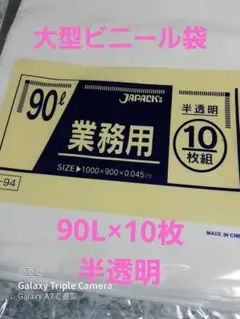 大型ビニール袋
JAPACK'S
90ℓ
半透明
業務用
10
枚組
SIZE▶1000×900×0.045
-94
90L×10枚
半透明
MADE IN CHI
Galaxy Triple Camera
Galaxy A7で撮影